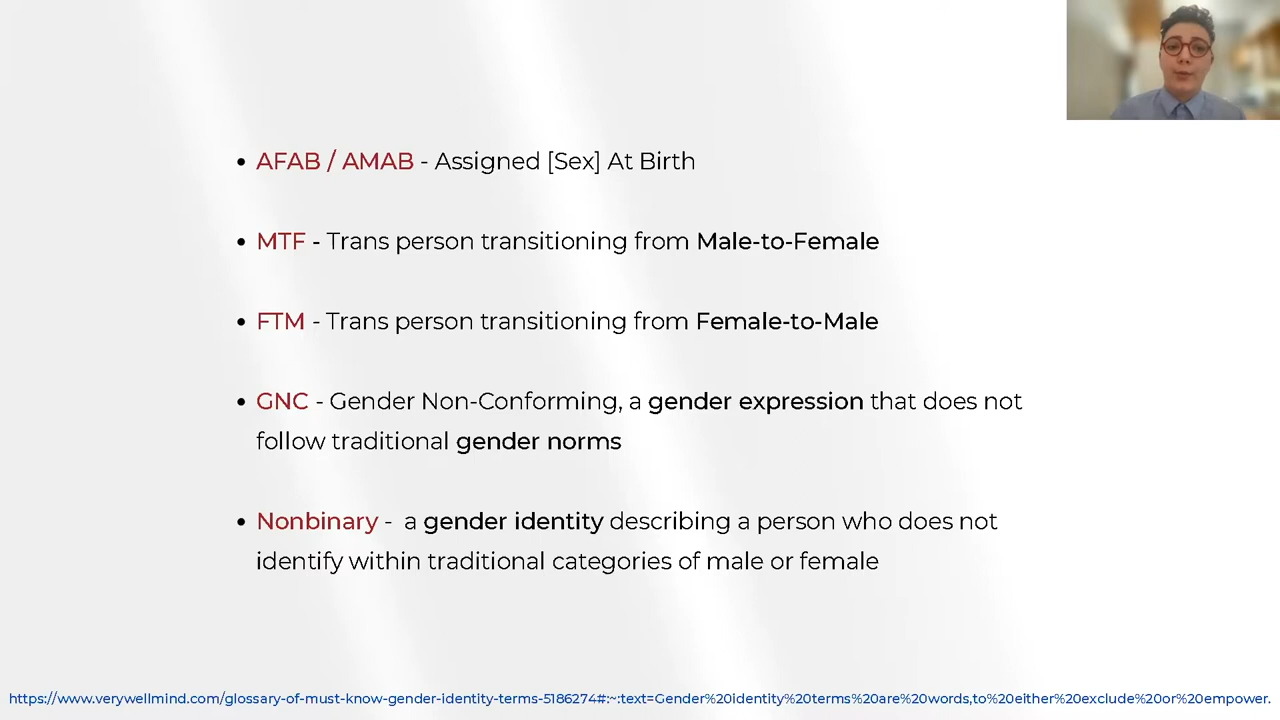 • AFAB / AMAB - Assigned [Sex] At Birth
• MTF - Trans person transitioning from Male-to-Female
• FTM - Trans person transitioning from Female-to-Male
• GNC - Gender Non-Conforming, a gender expression that does not
follow traditional gender norms
• Nonbinary - a gender identity describing a person who does not
identify within traditional categories of male or female
https://www.verywellmind.com/glossary-of-must-know-gender-identity-terms-5186274#:~:text=Gender%20identity%20terms%20are%20words,to%20either%20exclude%20or%20empower.